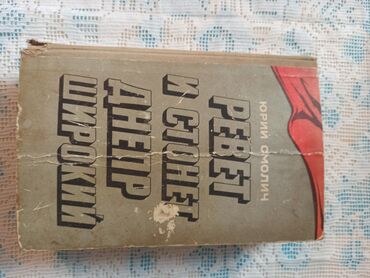 ЮРИЙ СМОЛИЧ
РЕВЕТ
И СТОНЕТ
ДНЕПР
ШИРОКИЙ